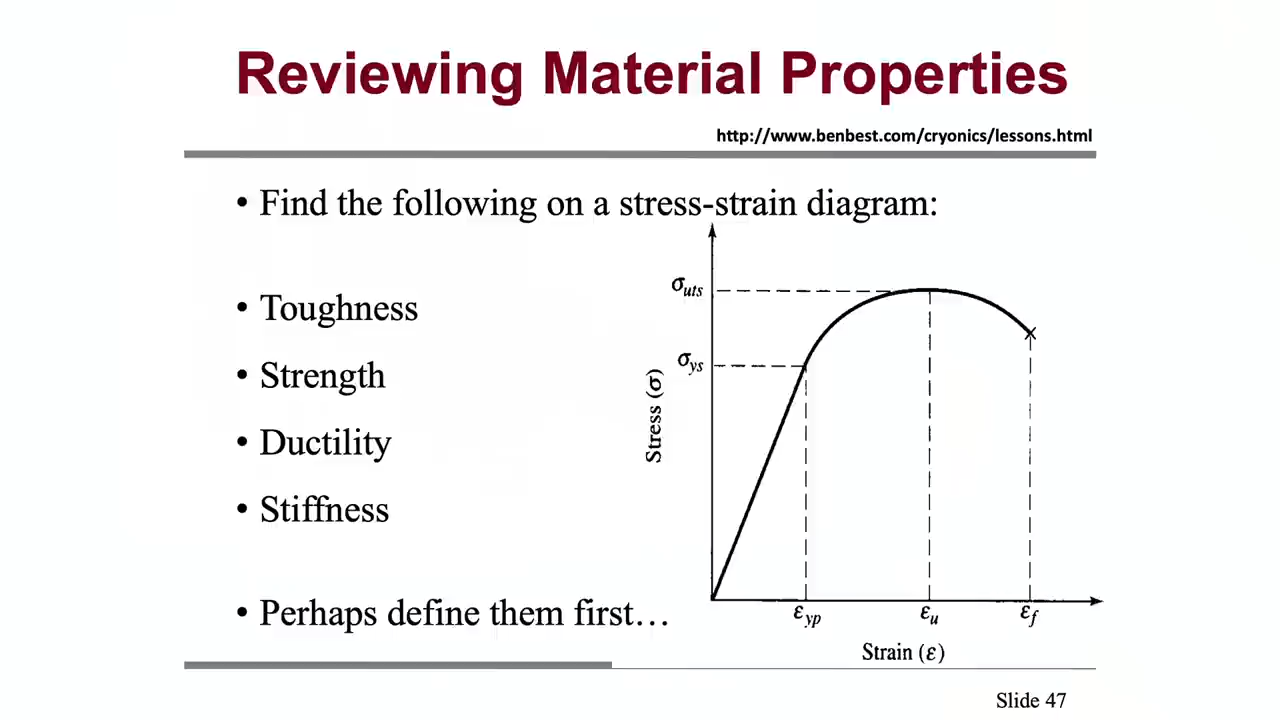 Reviewing Material Properties
http://www.benbest.com/cryonics/lessons.html
• Find the following on a stress-strain diagram:
• Toughness
• Strength
• Ductility
• Stiffness
• Perhaps define them first…
σuts
σys
Stress (σ)
εyp εu εf
Strain (ε)
Slide 47